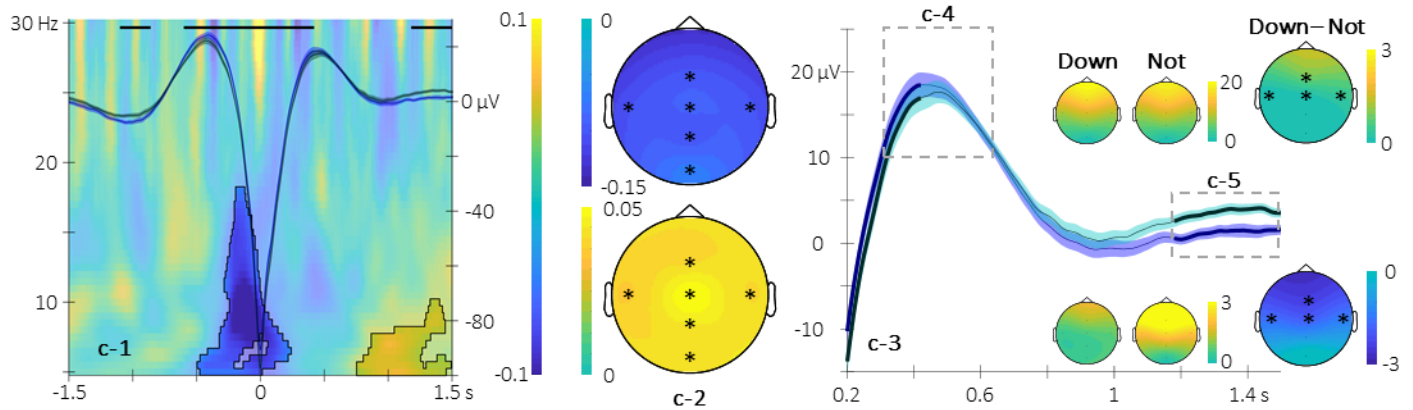 30 Hz
20
10
0 µV
-40
-80
-1.5
0
1.5 s
c-1
0.1
-0.1
0
-0.15
0.05
0
* * * * * *
* * * * * *
c-2
20 µV
10
0
-10
0.2
0.6
1
1.4 s
c-3
c-4
c-5
Down
Not
Down–Not
20
0
3
0
* * * *
3
0
0
-3
* * * *